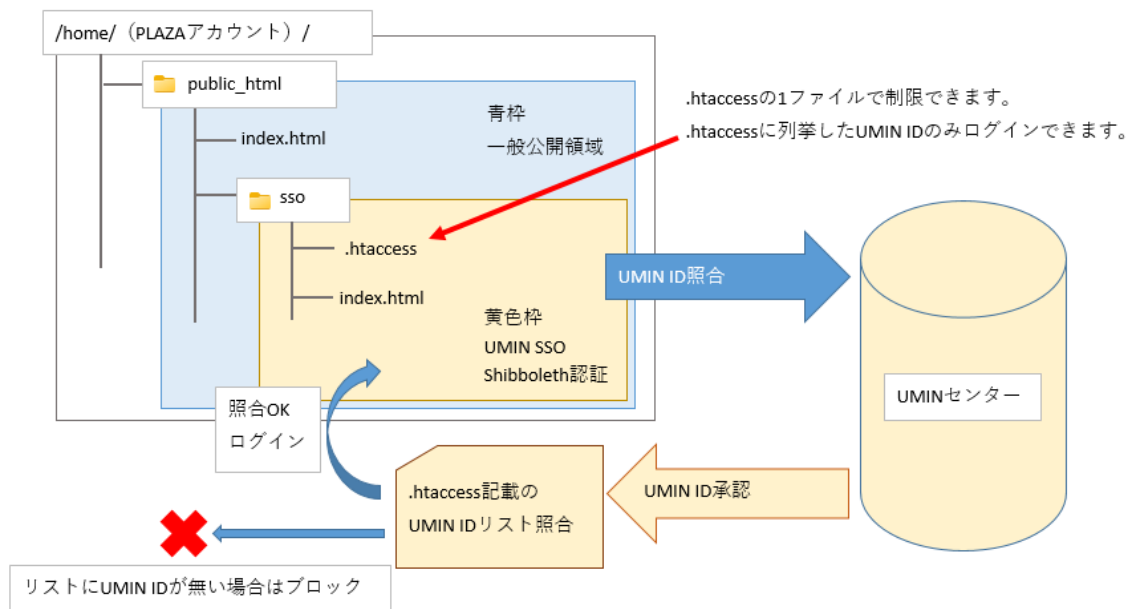 /home/（PLAZAアカウント）/
public_html
index.html
青枠
一般公開領域
.htaccessの1ファイルで制限できます。
.htaccessに列挙したUMIN IDのみログインできます。
sso
.htaccess
index.html
黄色枠
UMIN SSO
Shibboleth認証
UMIN ID照合
UMINセンター
照合OK
ログイン
.htaccess記載の
UMIN IDリスト照合
UMIN ID承認
リストにUMIN IDが無い場合はブロック